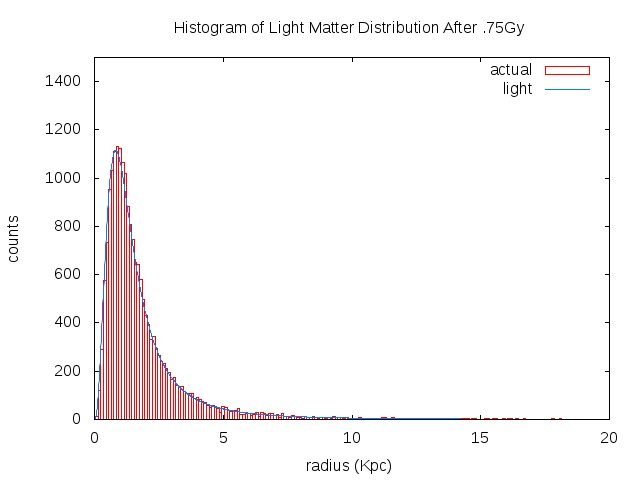 Histogram of Light Matter Distribution After .75Gy
actual
light
1400
1200
1000
800
600
400
200
0
counts
0 5 10 15 20
radius (Kpc)